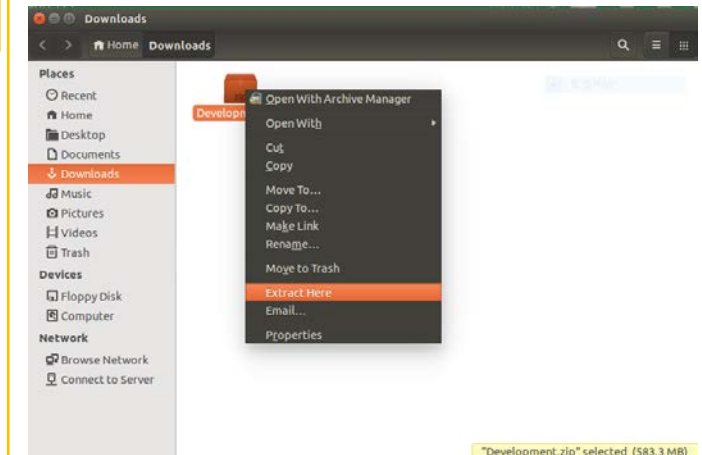 Downloads
Home Downloads
Places
Recent
Home
Desktop
Documents
Downloads
Music
Pictures
Videos
Trash
Devices
Floppy Disk
Computer
Network
Browse Network
Connect to Server
Open With Archive Manager
Open With
Cut
Copy
Move To...
Copy To...
Make Link
Rename...
Move to Trash
Extract Here
Email...
Properties
"Development.zip" selected (583.3 MB)